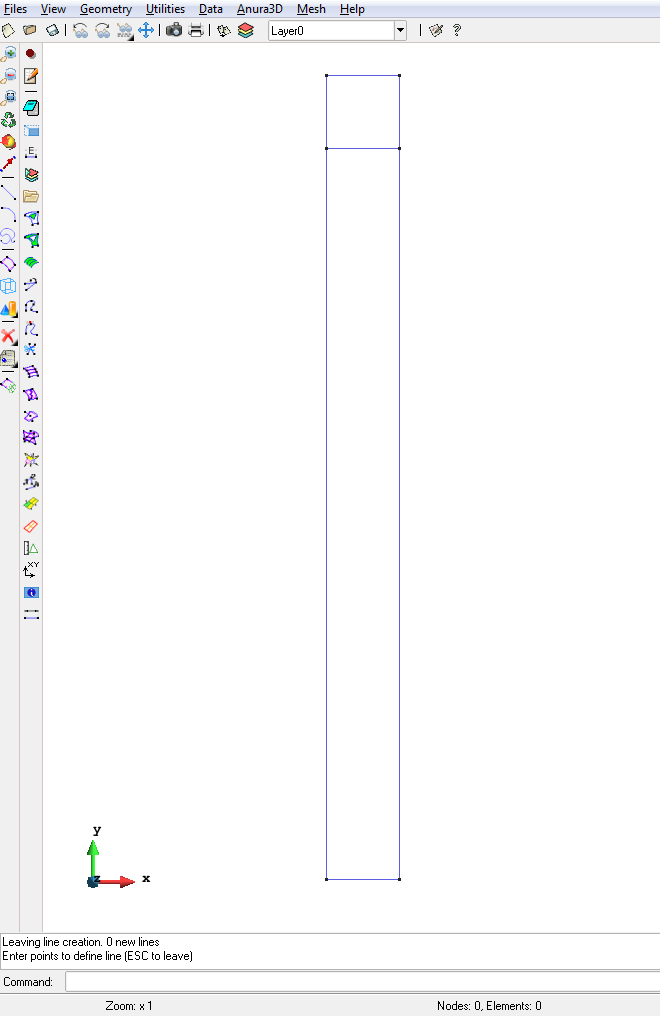 Files View Geometry Utilities Data Anura3D Mesh Help
Layer0 ?
E
XY
y
z x
Leaving line creation. 0 new lines
Enter points to define line (ESC to leave)
Command:
Zoom: x 1 Nodes: 0, Elements: 0